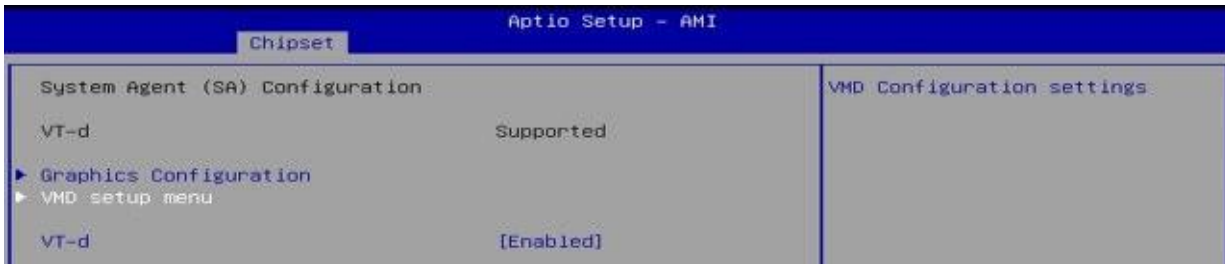 Aptio Setup - AMI
Chipset
System Agent (SA) Configuration
VMD Configuration settings
VT-d Supported
Graphics Configuration
VMD setup menu
VT-d [Enabled]